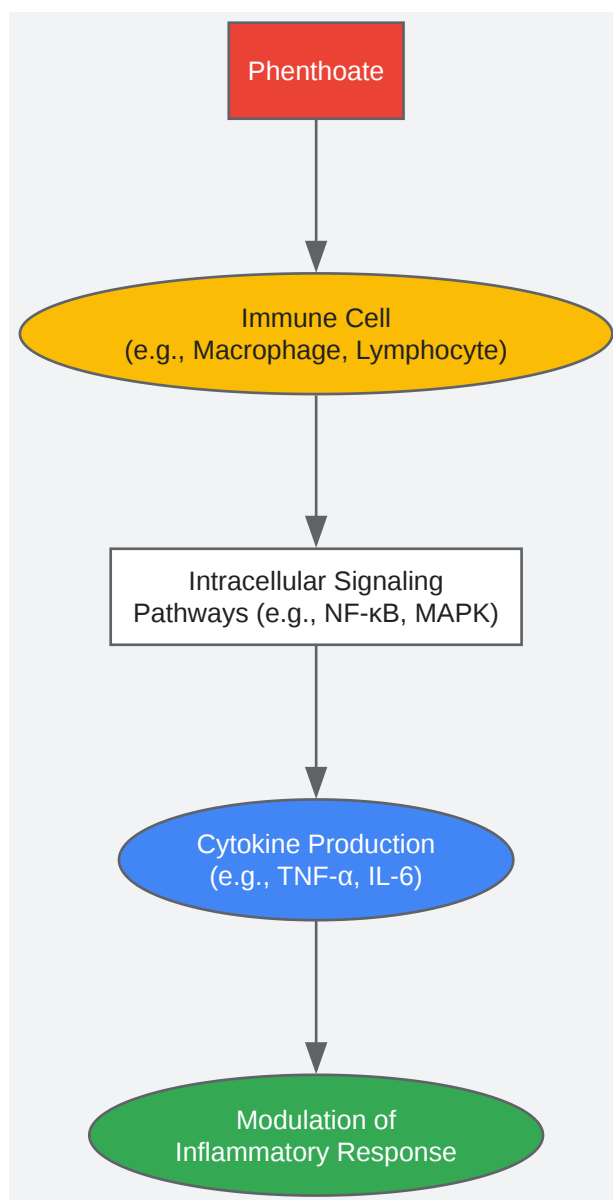 Phenthoate
Immune Cell
(e.g., Macrophage, Lymphocyte)
Intracellular Signaling
Pathways (e.g., NF-κB, MAPK)
Cytokine Production
(e.g., TNF-α, IL-6)
Modulation of
Inflammatory Response